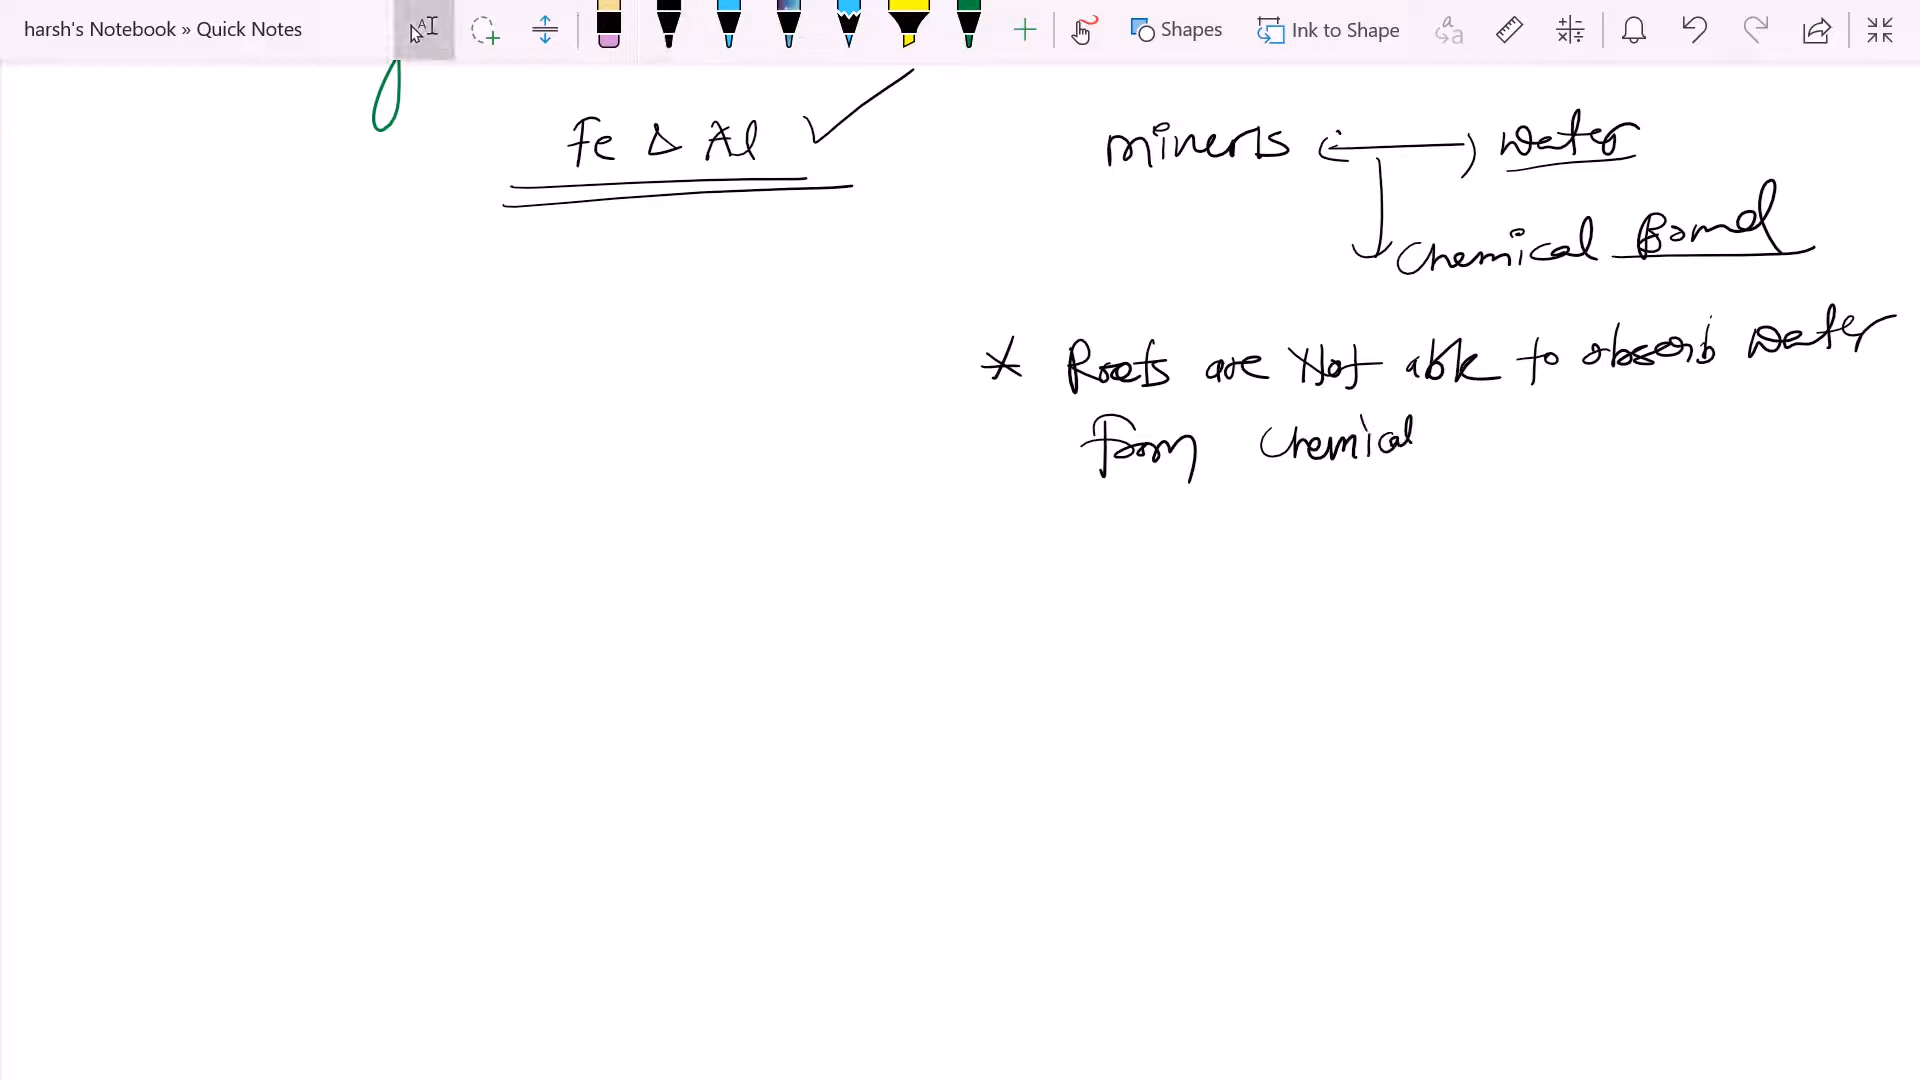 harsh's Notebook » Quick Notes
Shapes
Ink to Shape
Fe & Al ✓
minerls ⟷ water
Chemical Bond
* Roots are Not able to absorb water
from Chemical